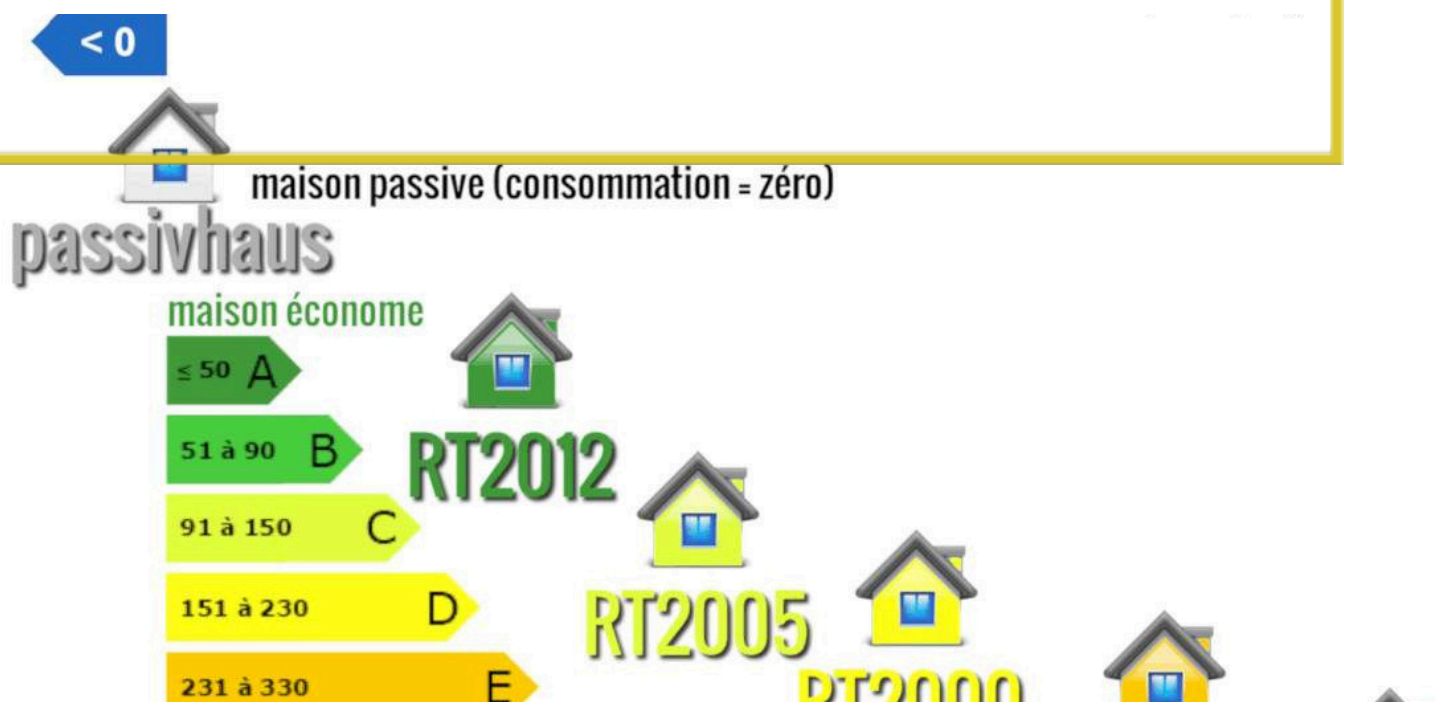 < 0
maison passive (consommation = zéro)
passivhaus
maison économe
≤ 50 A
51 à 90 B
RT2012
91 à 150 C
151 à 230 D
RT2005
231 à 330 E
RT2000